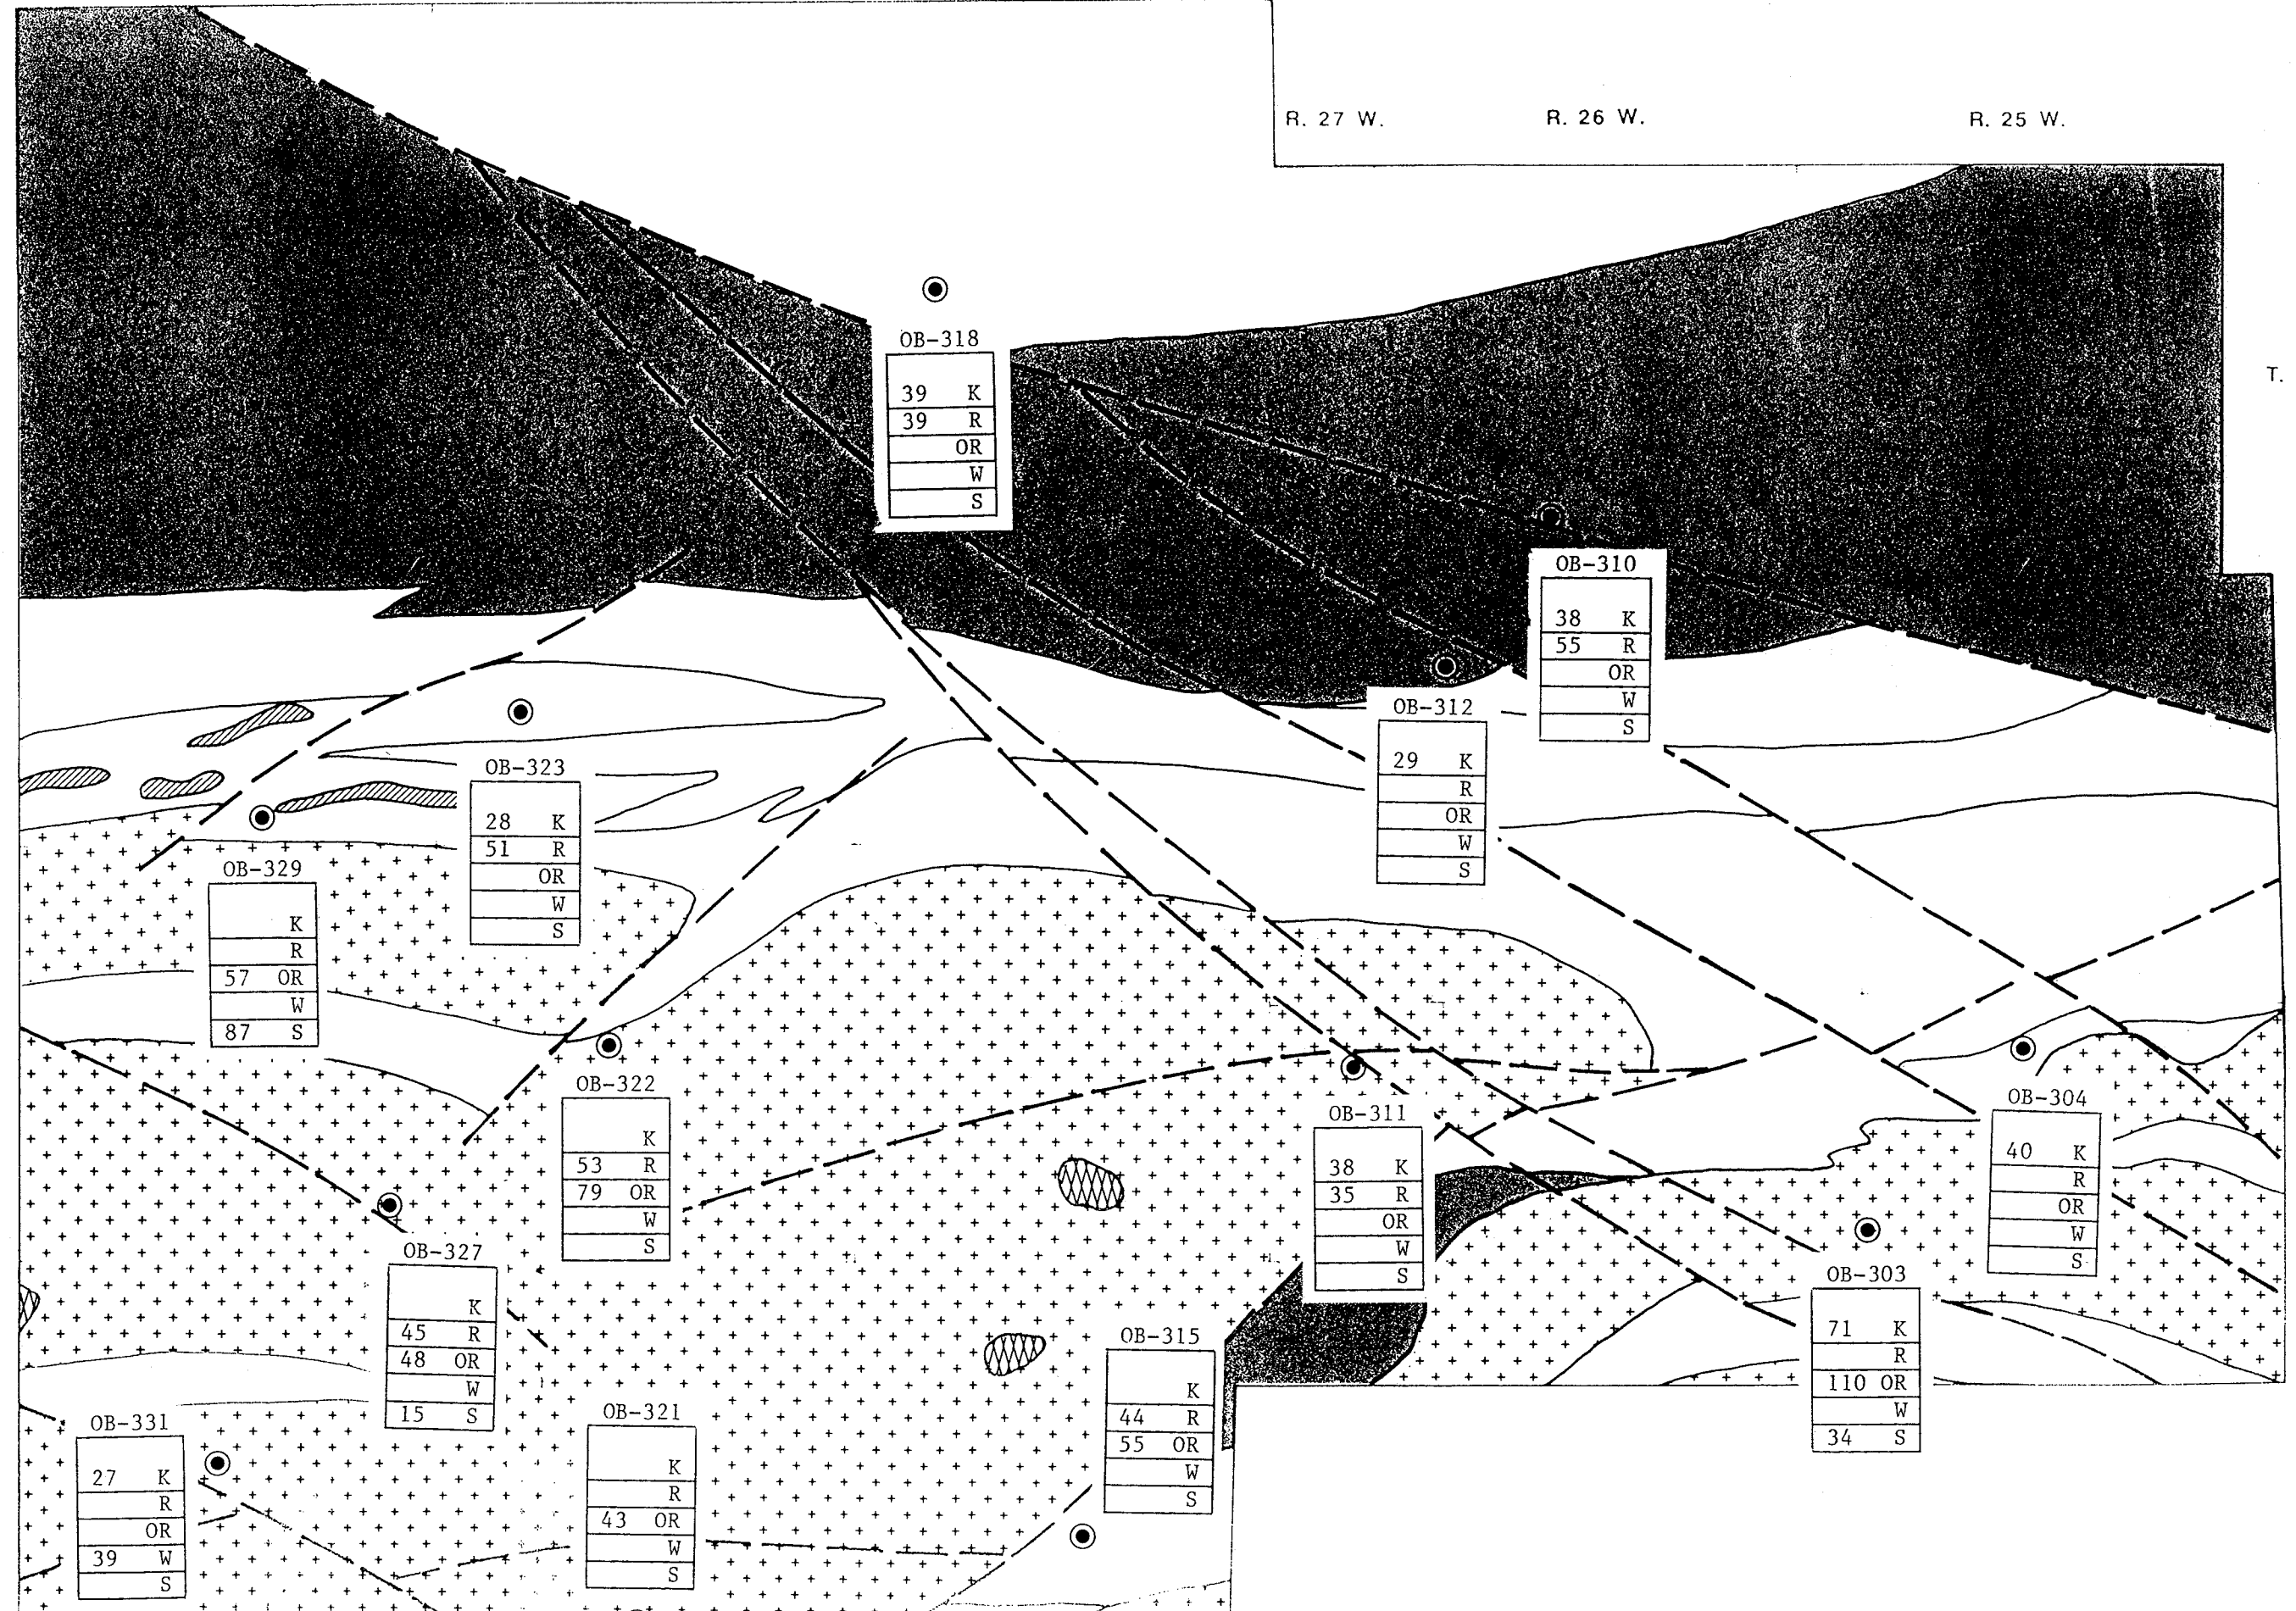 R. 27 W. R. 26 W. R. 25 W.
T.
OB-318
39 K
39 R
OR
W
S
OB-310
38 K
55 R
OR
W
S
OB-312
29 K
R
OR
W
S
OB-323
28 K
51 R
OR
W
S
OB-329
K
R
57 OR
W
87 S
OB-322
K
53 R
79 OR
W
S
OB-311
38 K
35 R
OR
W
S
OB-304
40 K
R
OR
W
S
OB-327
K
45 R
48 OR
W
15 S
OB-303
71 K
R
110 OR
W
34 S
OB-315
K
44 R
55 OR
W
S
OB-331
27 K
R
OR
39 W
S
OB-321
K
R
43 OR
W
S